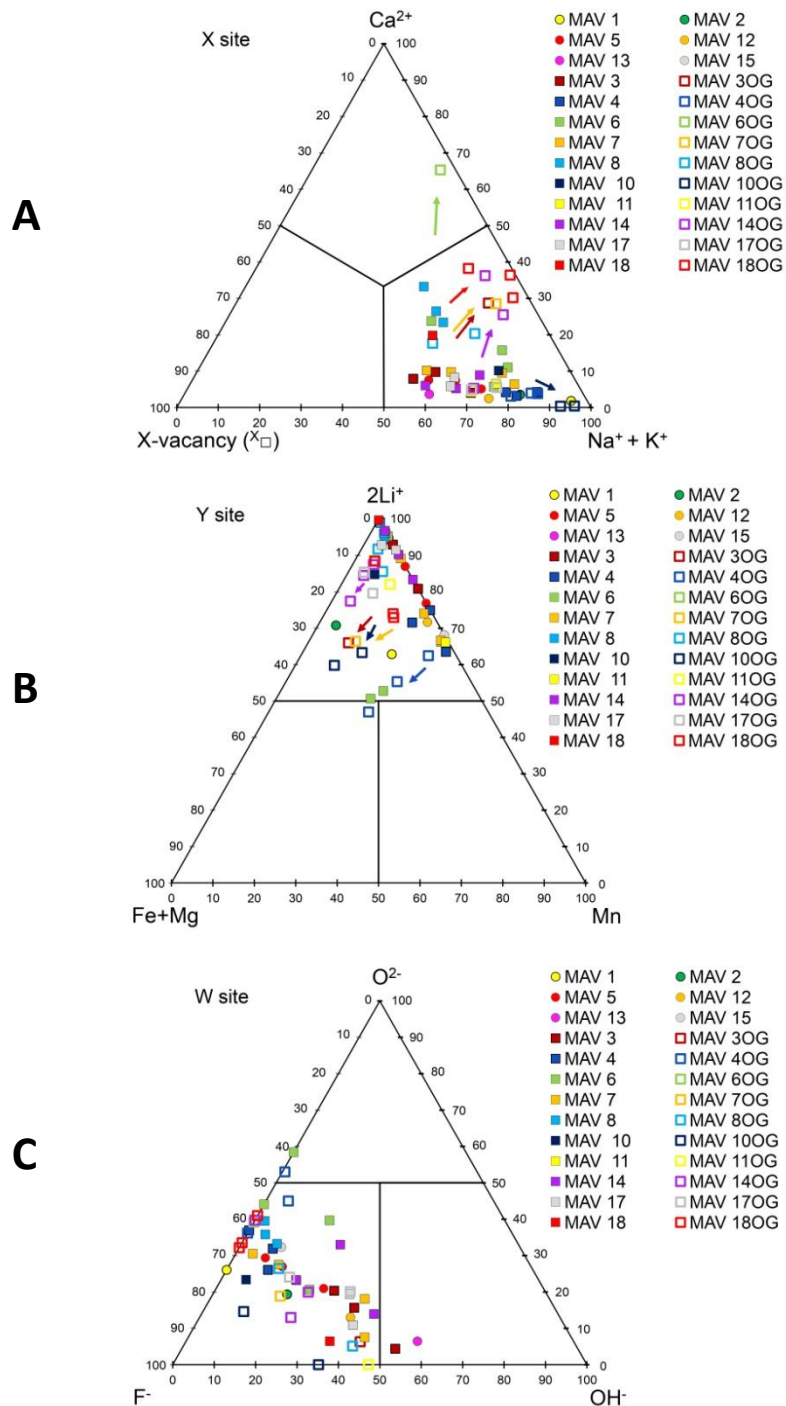 A
X site
Ca²⁺
0 100
10 90
20 80
30 70
40 60
50 50
60 40
70 30
80 20
90 10
100 0
0 10 20 30 40 50 60 70 80 90 100
X-vacancy (ˣ□)
Na⁺ + K⁺
MAV 1 MAV 2
MAV 5 MAV 12
MAV 13 MAV 15
MAV 3 MAV 3OG
MAV 4 MAV 4OG
MAV 6 MAV 6OG
MAV 7 MAV 7OG
MAV 8 MAV 8OG
MAV 10 MAV 10OG
MAV 11 MAV 11OG
MAV 14 MAV 14OG
MAV 17 MAV 17OG
MAV 18 MAV 18OG
B
Y site
2Li⁺
0 100
10 90
20 80
30 70
40 60
50 50
60 40
70 30
80 20
90 10
100 0
0 10 20 30 40 50 60 70 80 90 100
Fe+Mg
Mn
MAV 1 MAV 2
MAV 5 MAV 12
MAV 13 MAV 15
MAV 3 MAV 3OG
MAV 4 MAV 4OG
MAV 6 MAV 6OG
MAV 7 MAV 7OG
MAV 8 MAV 8OG
MAV 10 MAV 10OG
MAV 11 MAV 11OG
MAV 14 MAV 14OG
MAV 17 MAV 17OG
MAV 18 MAV 18OG
C
W site
O²⁻
0 100
10 90
20 80
30 70
40 60
50 50
60 40
70 30
80 20
90 10
100 0
0 10 20 30 40 50 60 70 80 90 100
F⁻
OH⁻
MAV 1 MAV 2
MAV 5 MAV 12
MAV 13 MAV 15
MAV 3 MAV 3OG
MAV 4 MAV 4OG
MAV 6 MAV 6OG
MAV 7 MAV 7OG
MAV 8 MAV 8OG
MAV 10 MAV 10OG
MAV 11 MAV 11OG
MAV 14 MAV 14OG
MAV 17 MAV 17OG
MAV 18 MAV 18OG